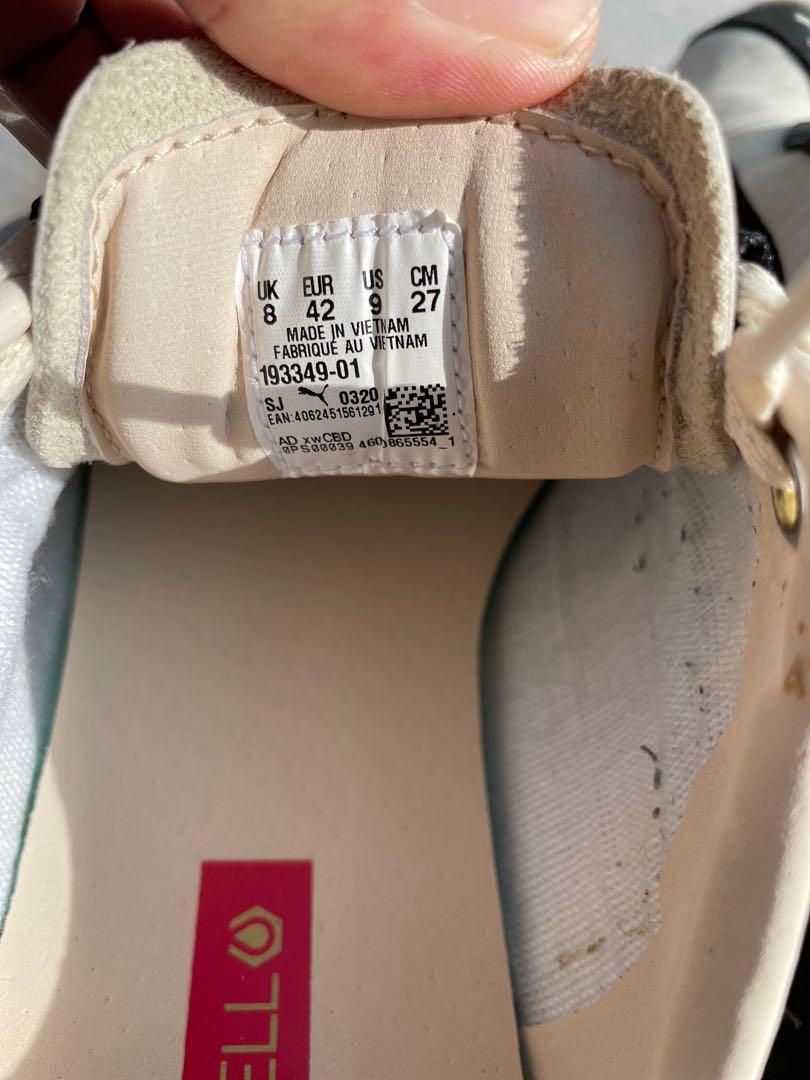 UK EUR US CM
8 42 9 27
MADE IN VIETNAM
FABRIQUÉ AU VIETNAM
193349-01
SJ 0320
EAN:4062451561291
AD xwCBD
0PS00039 460 865554_1
ELL